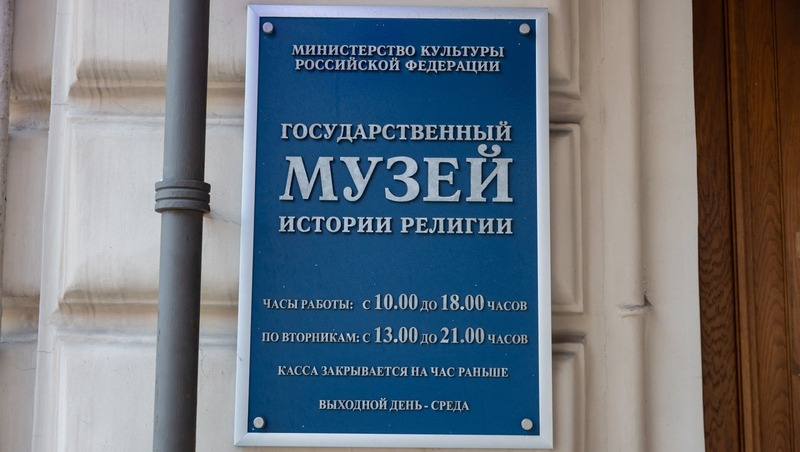 МИНИСТЕРСТВО КУЛЬТУРЫ
РОССИЙСКОЙ ФЕДЕРАЦИИ
ГОСУДАРСТВЕННЫЙ
МУЗЕЙ
ИСТОРИИ РЕЛИГИИ
ЧАСЫ РАБОТЫ: С 10.00 ДО 18.00 ЧАСОВ
ПО ВТОРНИКАМ: С 13.00 ДО 21.00 ЧАСОВ
КАССА ЗАКРЫВАЕТСЯ НА ЧАС РАНЬШЕ
ВЫХОДНОЙ ДЕНЬ - СРЕДА